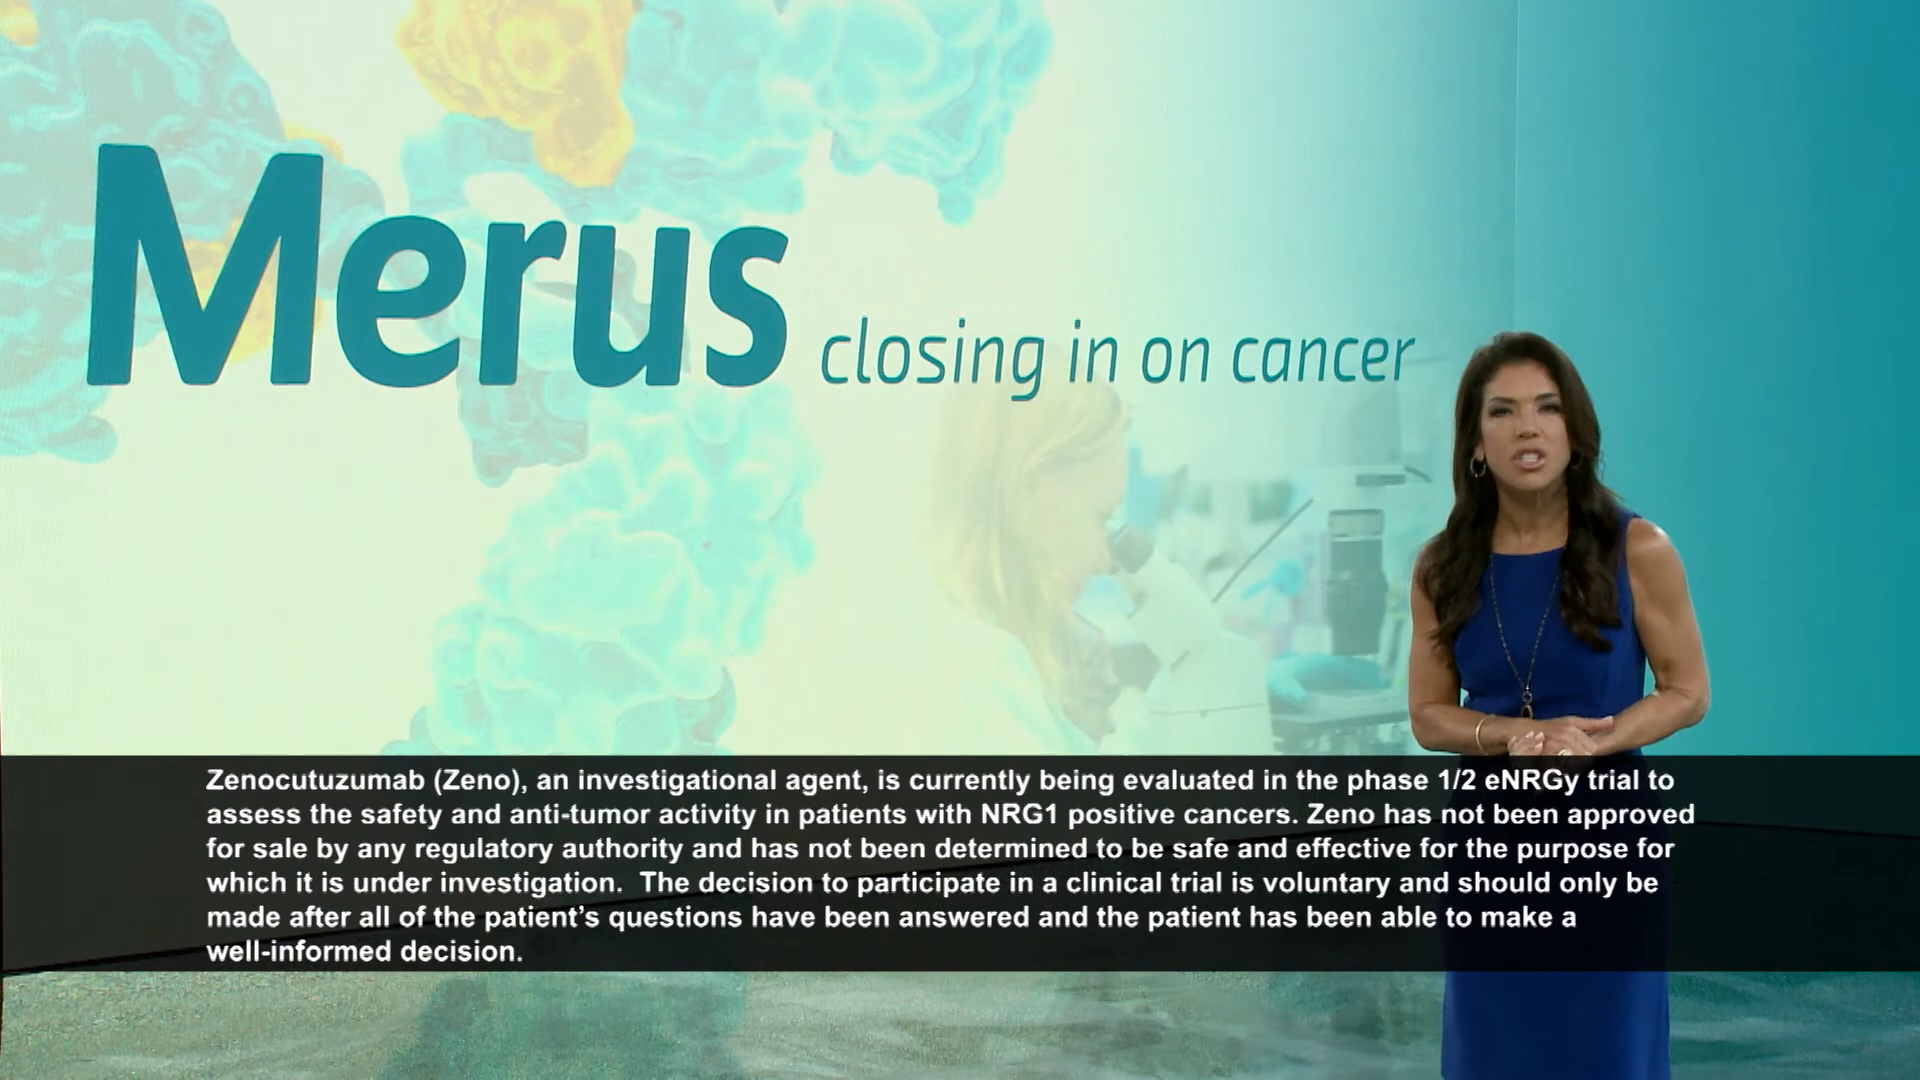 Merus closing in on cancer
Zenocutuzumab (Zeno), an investigational agent, is currently being evaluated in the phase 1/2 eNRGy trial to
assess the safety and anti-tumor activity in patients with NRG1 positive cancers. Zeno has not been approved
for sale by any regulatory authority and has not been determined to be safe and effective for the purpose for
which it is under investigation.  The decision to participate in a clinical trial is voluntary and should only be
made after all of the patient’s questions have been answered and the patient has been able to make a
well-informed decision.